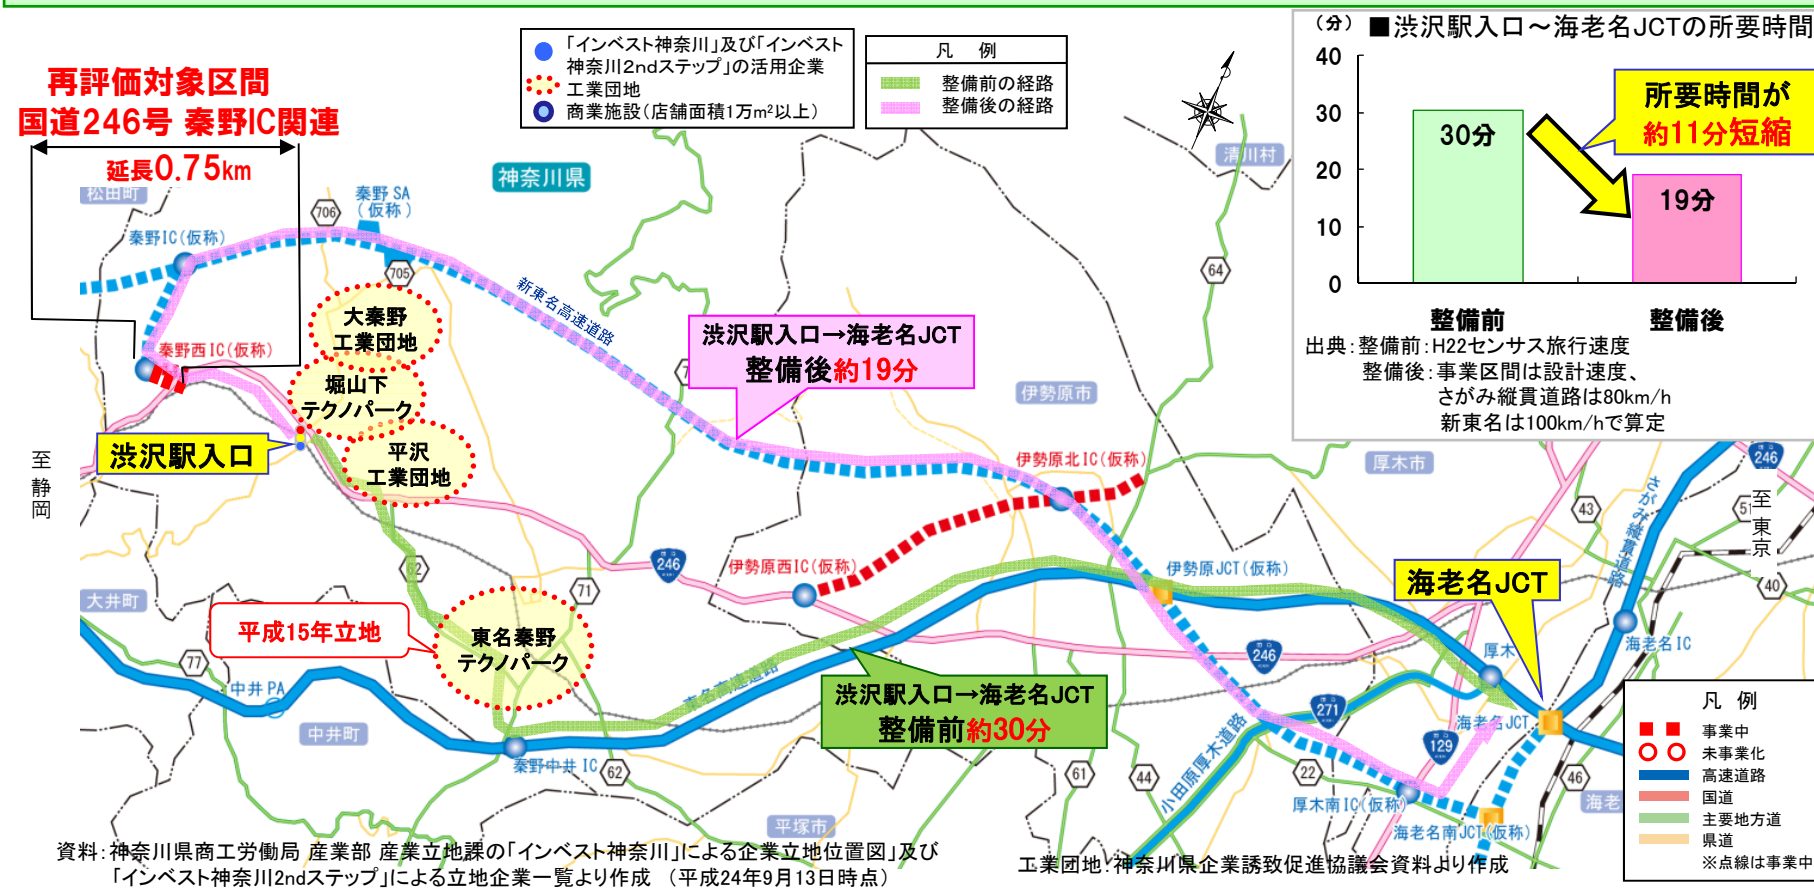 再評価対象区間
国道246号 秦野IC関連
延長0.75km
「インベスト神奈川」及び「インベスト
神奈川2ndステップ」の活用企業
工業団地
商業施設（店舗面積1万m²以上）
凡 例
整備前の経路
整備後の経路
（分） ■渋沢駅入口～海老名JCTの所要時間
40
30
20
10
0
30分
19分
所要時間が
約11分短縮
整備前
整備後
出典：整備前：H22センサス旅行速度
整備後：事業区間は設計速度、
さがみ縦貫道路は80km/h
新東名は100km/hで算定
神奈川県
松田町
清川村
秦野 SA
（仮称）
706
秦野IC(仮称)
705
64
新東名高速道路
大秦野
工業団地
堀山下
テクノパーク
平沢
工業団地
秦野西IC(仮称)
渋沢駅入口
渋沢駅入口→海老名JCT
整備後約19分
7
伊勢原市
伊勢原北IC(仮称)
厚木市
246
至静岡
至東京
さがみ縦貫道路
43
51
40
62
大井町
246
71
伊勢原西IC(仮称)
伊勢原JCT(仮称)
海老名JCT
平成15年立地
東名秦野
テクノパーク
77
中井 PA
中井町
東名高速道路
渋沢駅入口→海老名JCT
整備前約30分
246
厚木
海老名IC
271
129
海老名JCT
秦野中井 IC
62
61
44
小田原厚木道路
22
厚木南IC(仮称)
海老名南JCT(仮称)
46
海老
平塚市
凡 例
事業中
未事業化
高速道路
国道
主要地方道
県道
※点線は事業中
資料：神奈川県商工労働局 産業部 産業立地課の「インベスト神奈川」による企業立地位置図」及び
「インベスト神奈川2ndステップ」による立地企業一覧より作成 （平成24年9月13日時点）
工業団地：神奈川県企業誘致促進協議会資料より作成